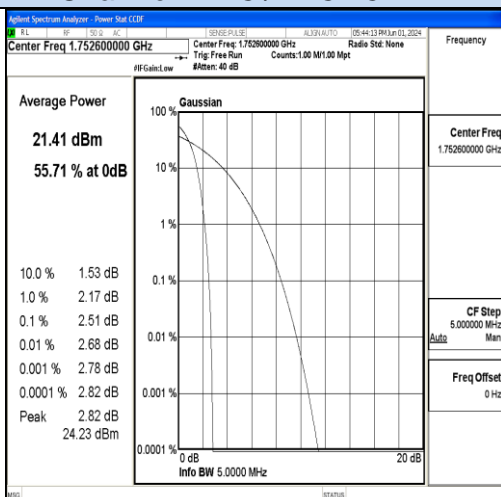 Agilent Spectrum Analyzer - Power Stat CCDF
RL RF 50 Ω AC SENSE:PULSE ALIGN AUTO 05:44:13 PM Jun 01, 2024
Center Freq 1.752600000 GHz
Center Freq: 1.752600000 GHz Radio Std: None
Trig: Free Run Counts:1.00 M/1.00 Mpt
#IFGain:Low #Atten: 40 dB
Frequency
Average Power
21.41 dBm
55.71 % at 0dB
10.0 % 1.53 dB
1.0 % 2.17 dB
0.1 % 2.51 dB
0.01 % 2.68 dB
0.001 % 2.78 dB
0.0001 % 2.82 dB
Peak 2.82 dB
24.23 dBm
100 % Gaussian
10 %
1 %
0.1 %
0.01 %
0.001 %
0.0001 %
0 dB 20 dB
Info BW 5.0000 MHz
Center Freq
1.752600000 GHz
CF Step
5.000000 MHz
Auto Man
Freq Offset
0 Hz
MSG STATUS